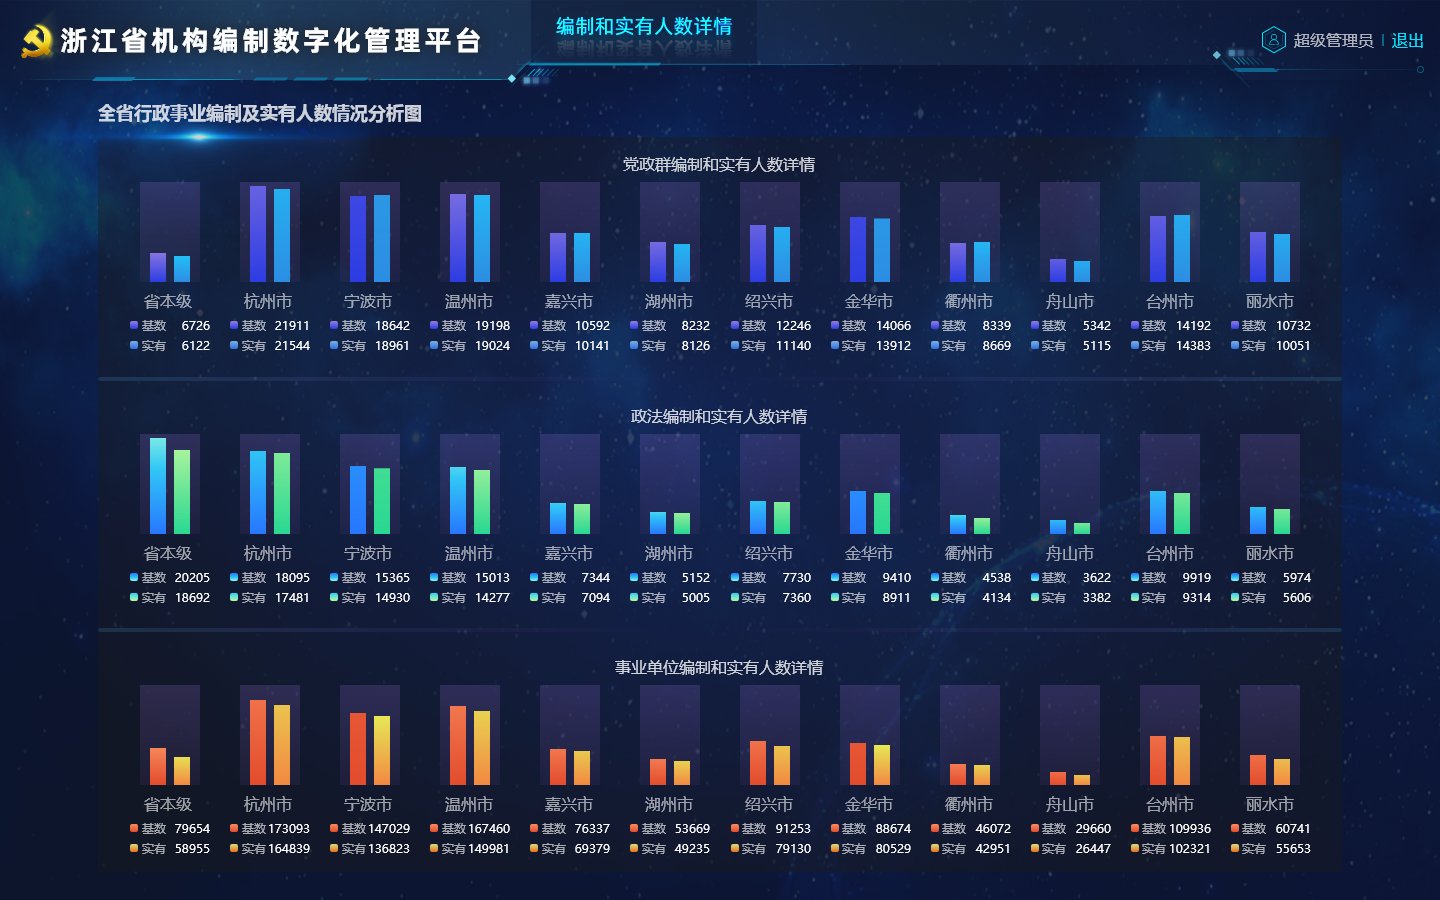 浙江省机构编制数字化管理平台
编制和实有人数详情
超级管理员
退出
全省行政事业编制及实有人数情况分析图
党政群编制和实有人数详情
省本级 杭州市 宁波市 温州市 嘉兴市 湖州市 绍兴市 金华市 衢州市 舟山市 台州市 丽水市
基数 6726 基数 21911 基数 18642 基数 19198 基数 10592 基数 8232 基数 12246 基数 14066 基数 8339 基数 5342 基数 14192 基数 10732
实有 6122 实有 21544 实有 18961 实有 19024 实有 10141 实有 8126 实有 11140 实有 13912 实有 8669 实有 5115 实有 14383 实有 10051
政法编制和实有人数详情
省本级 杭州市 宁波市 温州市 嘉兴市 湖州市 绍兴市 金华市 衢州市 舟山市 台州市 丽水市
基数 20205 基数 18095 基数 15365 基数 15013 基数 7344 基数 5152 基数 7730 基数 9410 基数 4538 基数 3622 基数 9919 基数 5974
实有 18692 实有 17481 实有 14930 实有 14277 实有 7094 实有 5005 实有 7360 实有 8911 实有 4134 实有 3382 实有 9314 实有 5606
事业单位编制和实有人数详情
省本级 杭州市 宁波市 温州市 嘉兴市 湖州市 绍兴市 金华市 衢州市 舟山市 台州市 丽水市
基数 79654 基数 173093 基数 147029 基数 167460 基数 76337 基数 53669 基数 91253 基数 88674 基数 46072 基数 29660 基数 109936 基数 60741
实有 58955 实有 164839 实有 136823 实有 149981 实有 69379 实有 49235 实有 79130 实有 80529 实有 42951 实有 26447 实有 102321 实有 55653